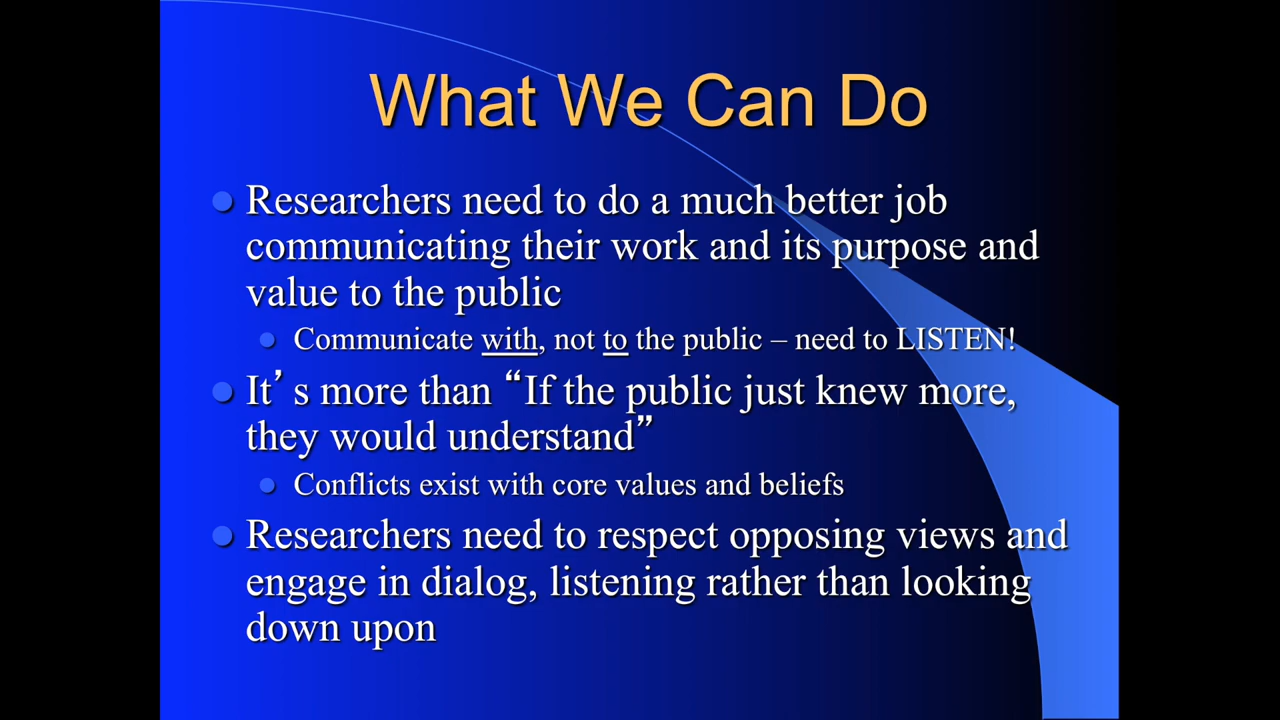 What We Can Do
Researchers need to do a much better job
communicating their work and its purpose and
value to the public
Communicate with, not to the public – need to LISTEN!
It’s more than “If the public just knew more,
they would understand”
Conflicts exist with core values and beliefs
Researchers need to respect opposing views and
engage in dialog, listening rather than looking
down upon